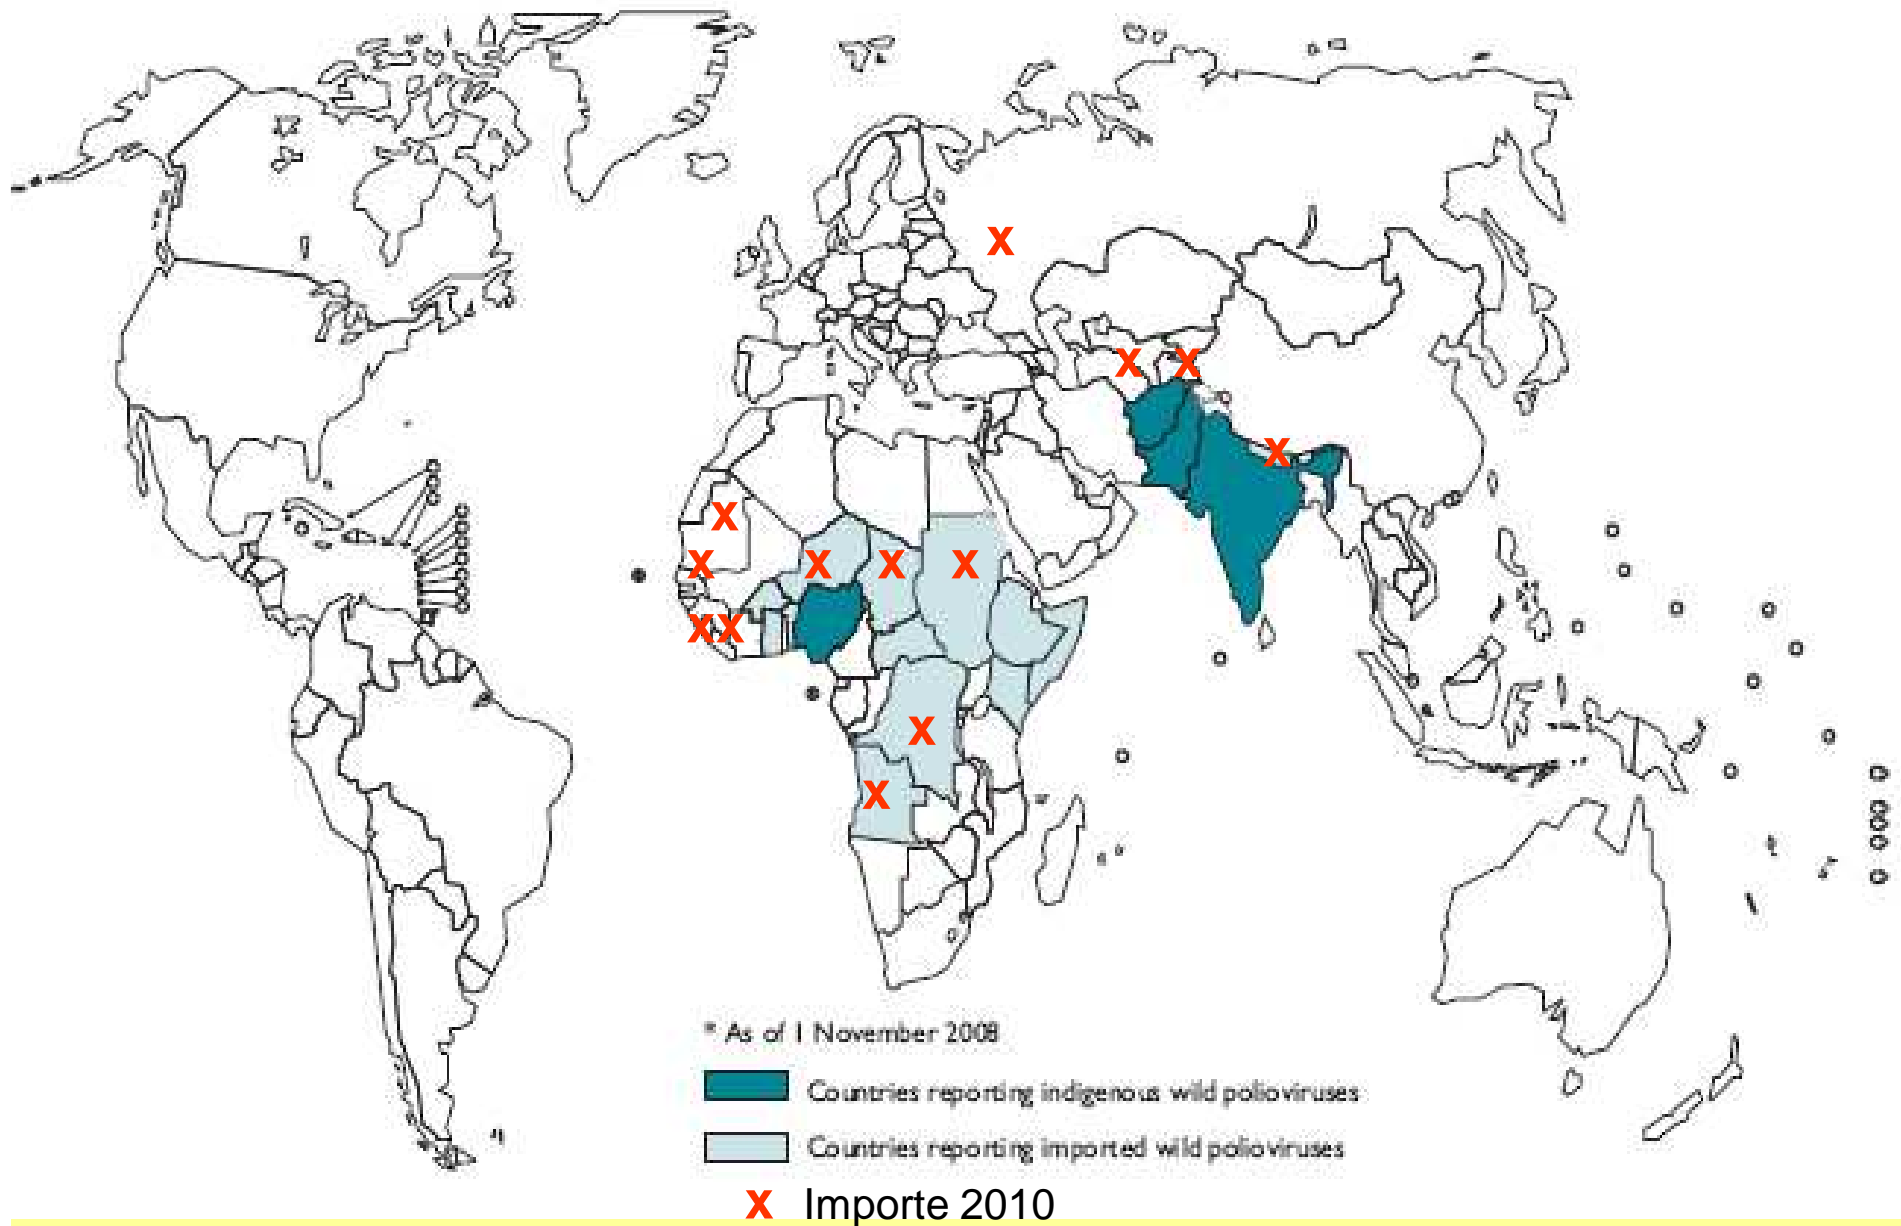 * As of 1 November 2008
Countries reporting indigenous wild polioviruses
Countries reporting imported wild polioviruses
X Importe 2010